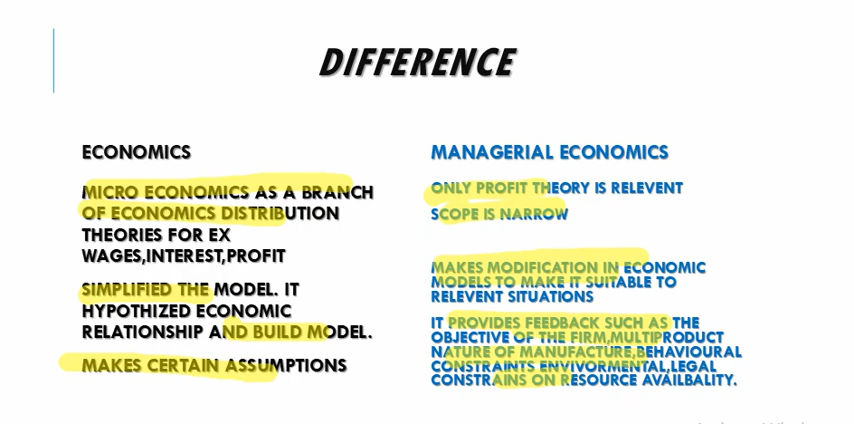 DIFFERENCE
ECONOMICS
MICRO ECONOMICS AS A BRANCH
OF ECONOMICS DISTRIBUTION
THEORIES FOR EX
WAGES,INTEREST,PROFIT
SIMPLIFIED THE MODEL. IT
HYPOTHIZED ECONOMIC
RELATIONSHIP AND BUILD MODEL.
MAKES CERTAIN ASSUMPTIONS
MANAGERIAL ECONOMICS
ONLY PROFIT THEORY IS RELEVENT
SCOPE IS NARROW
MAKES MODIFICATION IN ECONOMIC
MODELS TO MAKE IT SUITABLE TO
RELEVENT SITUATIONS
IT PROVIDES FEEDBACK SUCH AS THE
OBJECTIVE OF THE FIRM,MULTIPRODUCT
NATURE OF MANUFACTURE,BEHAVIOURAL
CONSTRAINTS ENVIVORMENTAL,LEGAL
CONSTRAINS ON RESOURCE AVAILBALITY.